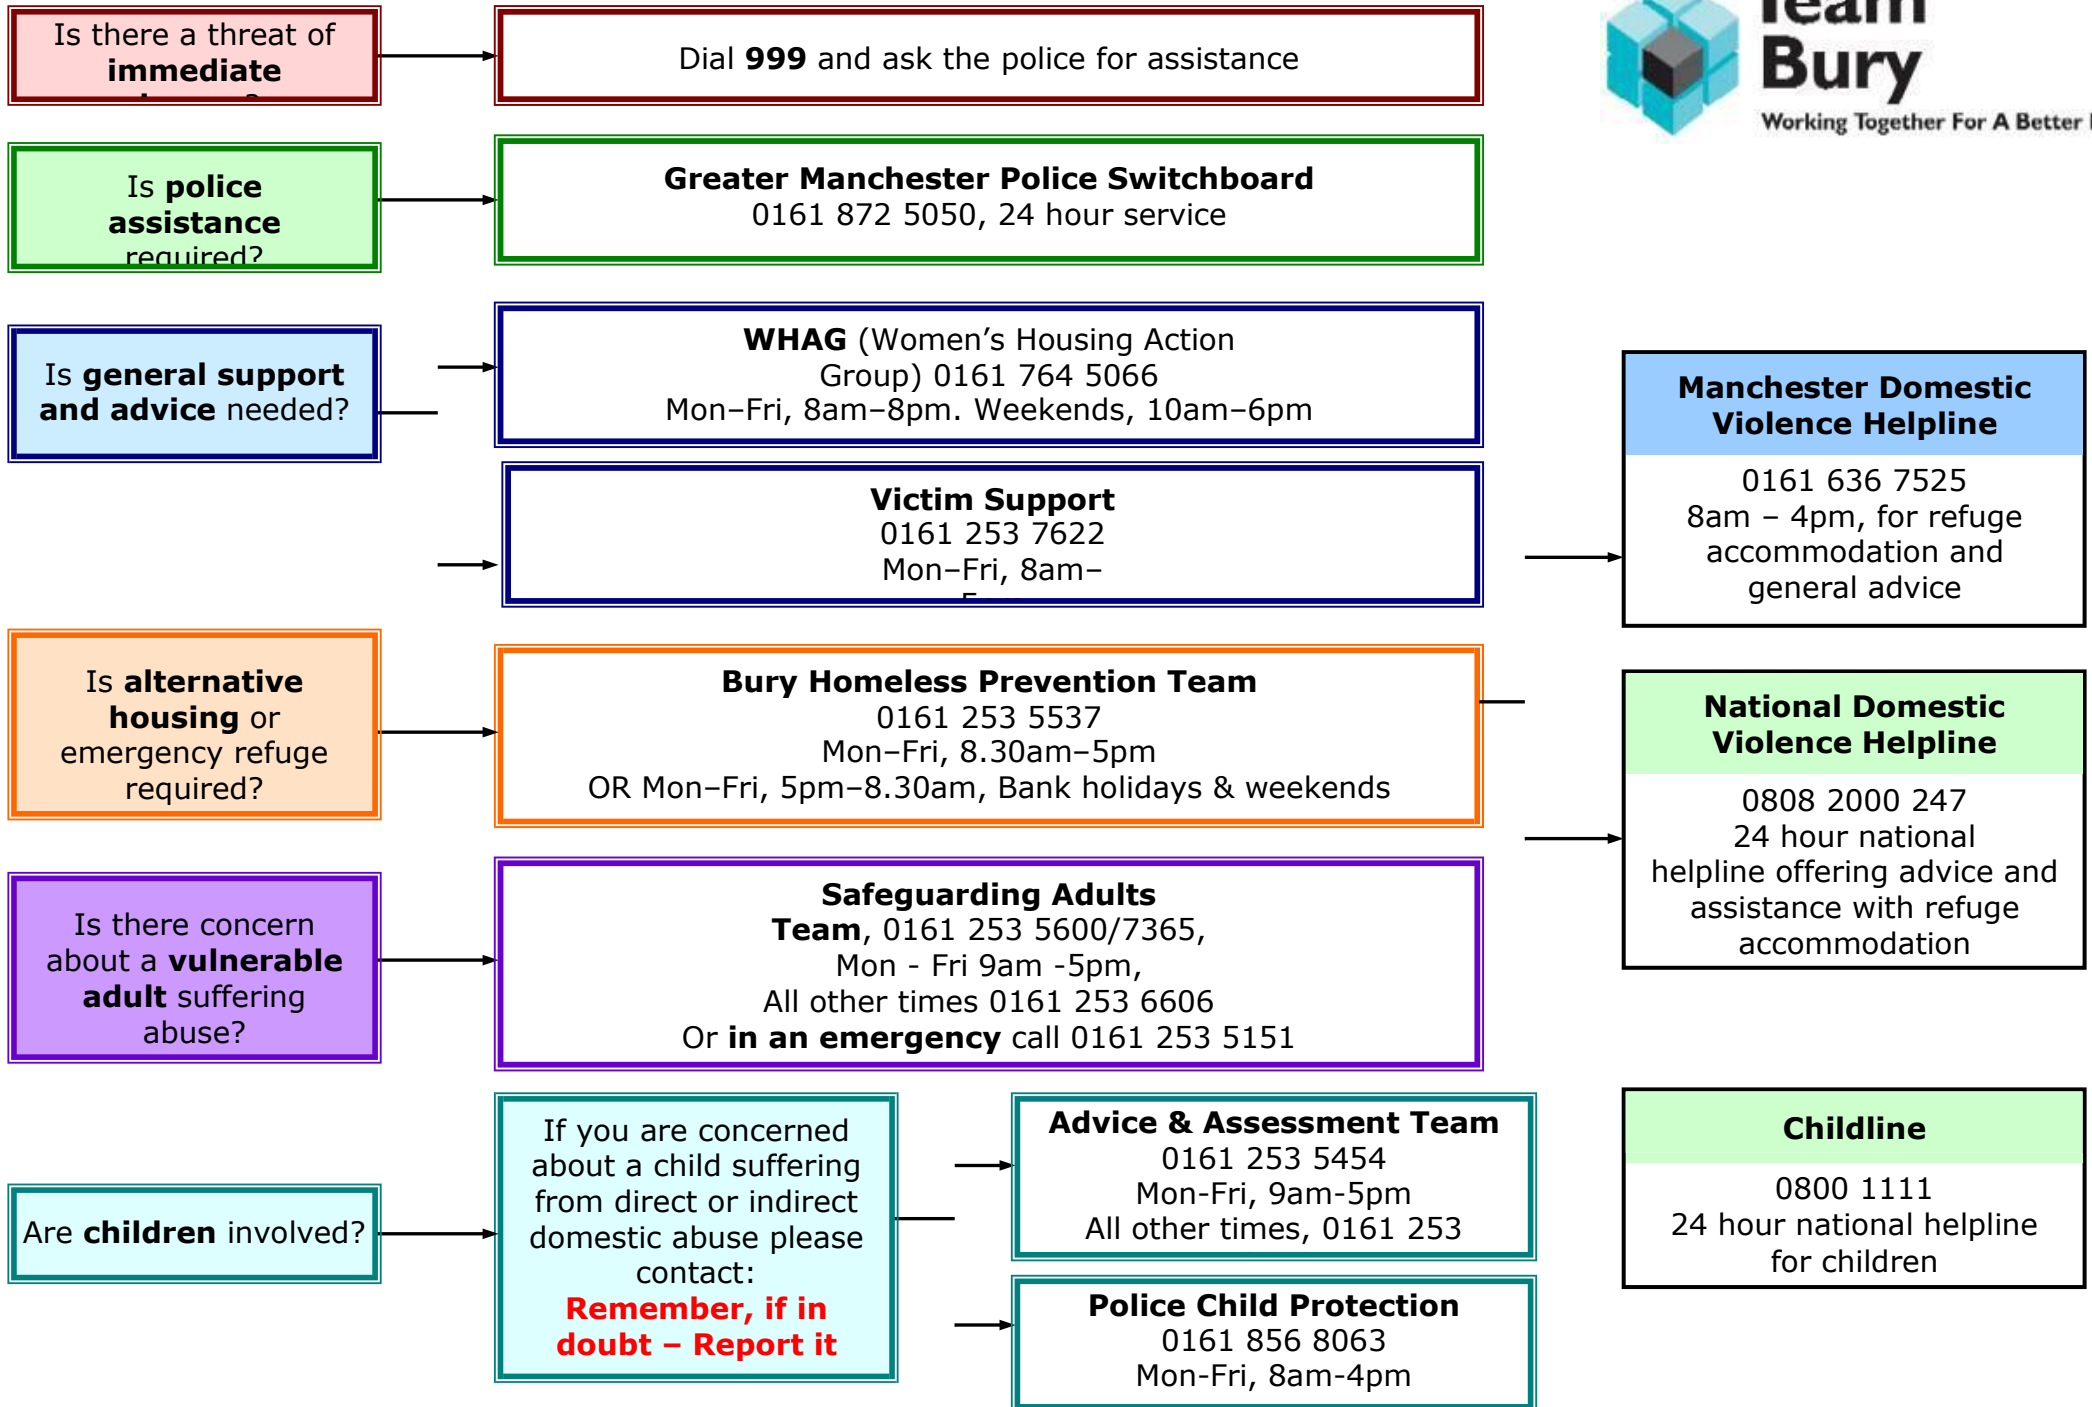 Is there a threat of
immediate
Dial 999 and ask the police for assistance
Team
Bury
Working Together For A Better
Is police
assistance
required?
Greater Manchester Police Switchboard
0161 872 5050, 24 hour service
Is general support
and advice needed?
WHAG (Women’s Housing Action
Group) 0161 764 5066
Mon–Fri, 8am–8pm. Weekends, 10am–6pm
Victim Support
0161 253 7622
Mon–Fri, 8am–
Manchester Domestic
Violence Helpline
0161 636 7525
8am – 4pm, for refuge
accommodation and
general advice
Is alternative
housing or
emergency refuge
required?
Bury Homeless Prevention Team
0161 253 5537
Mon–Fri, 8.30am–5pm
OR Mon–Fri, 5pm–8.30am, Bank holidays & weekends
National Domestic
Violence Helpline
0808 2000 247
24 hour national
helpline offering advice and
assistance with refuge
accommodation
Is there concern
about a vulnerable
adult suffering
abuse?
Safeguarding Adults
Team, 0161 253 5600/7365,
Mon - Fri 9am -5pm,
All other times 0161 253 6606
Or in an emergency call 0161 253 5151
Are children involved?
If you are concerned
about a child suffering
from direct or indirect
domestic abuse please
contact:
Remember, if in
doubt – Report it
Advice & Assessment Team
0161 253 5454
Mon-Fri, 9am-5pm
All other times, 0161 253
Police Child Protection
0161 856 8063
Mon-Fri, 8am-4pm
Childline
0800 1111
24 hour national helpline
for children